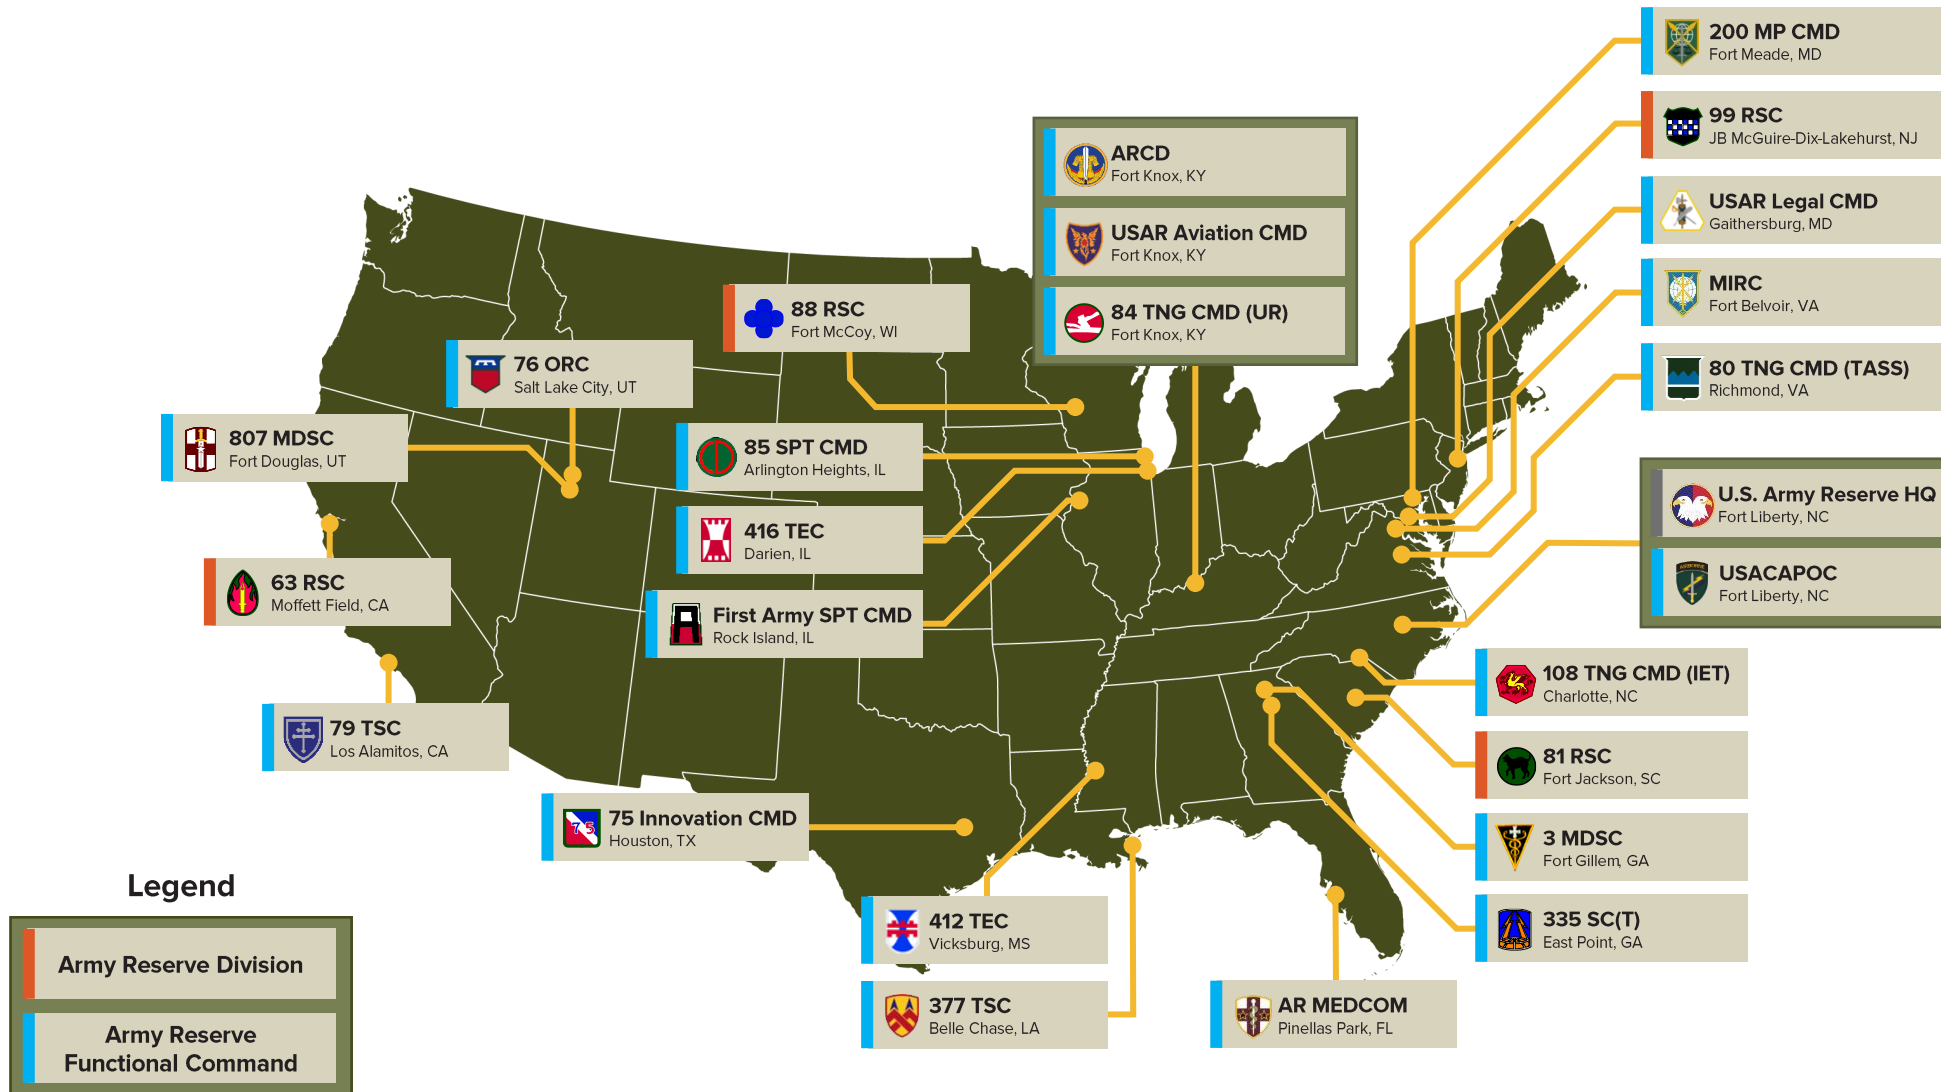 200 MP CMD
Fort Meade, MD
99 RSC
JB McGuire-Dix-Lakehurst, NJ
USAR Legal CMD
Gaithersburg, MD
MIRC
Fort Belvoir, VA
80 TNG CMD (TASS)
Richmond, VA
ARCD
Fort Knox, KY
USAR Aviation CMD
Fort Knox, KY
84 TNG CMD (UR)
Fort Knox, KY
88 RSC
Fort McCoy, WI
76 ORC
Salt Lake City, UT
807 MDSC
Fort Douglas, UT
85 SPT CMD
Arlington Heights, IL
416 TEC
Darien, IL
First Army SPT CMD
Rock Island, IL
63 RSC
Moffett Field, CA
79 TSC
Los Alamitos, CA
U.S. Army Reserve HQ
Fort Liberty, NC
USACAPOC
Fort Liberty, NC
108 TNG CMD (IET)
Charlotte, NC
81 RSC
Fort Jackson, SC
3 MDSC
Fort Gillem, GA
335 SC(T)
East Point, GA
75
75 Innovation CMD
Houston, TX
412 TEC
Vicksburg, MS
377 TSC
Belle Chase, LA
AR MEDCOM
Pinellas Park, FL
Legend
Army Reserve Division
Army Reserve
Functional Command